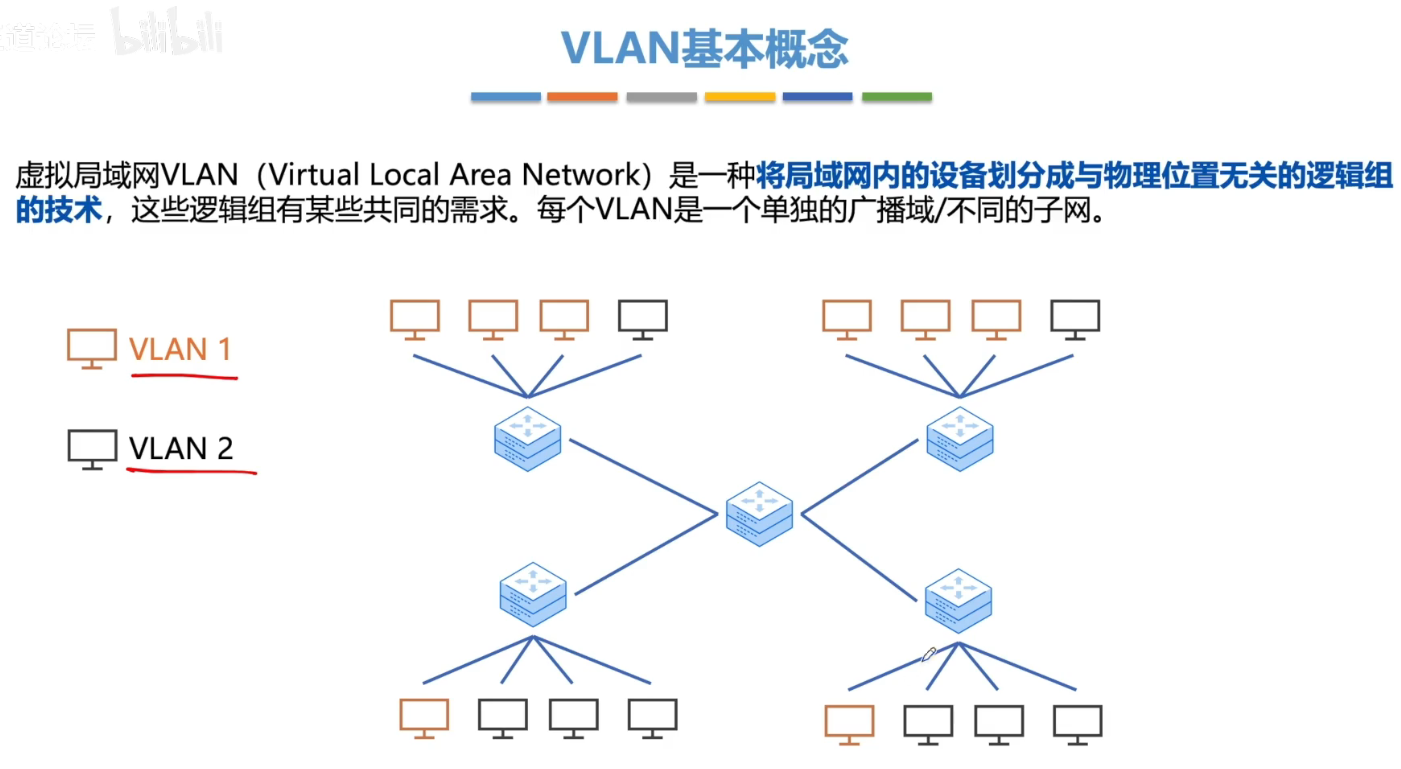 bilibili
VLAN基本概念
虚拟局域网VLAN（Virtual Local Area Network）是一种将局域网内的设备划分成与物理位置无关的逻辑组
的技术，这些逻辑组有某些共同的需求。每个VLAN是一个单独的广播域/不同的子网。
VLAN 1
VLAN 2